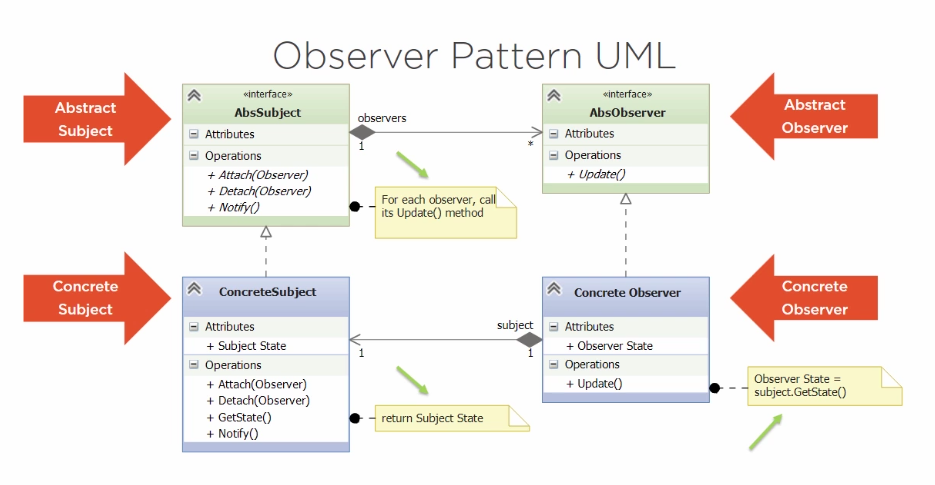 Observer Pattern UML
Abstract
Subject
«interface»
AbsSubject
Attributes
Operations
+ Attach(Observer)
+ Detach(Observer)
+ Notify()
observers
1
*
For each observer, call
its Update() method
«interface»
AbsObserver
Attributes
Operations
+ Update()
Abstract
Observer
Concrete
Subject
ConcreteSubject
Attributes
+ Subject State
Operations
+ Attach(Observer)
+ Detach(Observer)
+ GetState()
+ Notify()
subject
1
1
return Subject State
Concrete Observer
Attributes
+ Observer State
Operations
+ Update()
Concrete
Observer
Observer State =
subject.GetState()